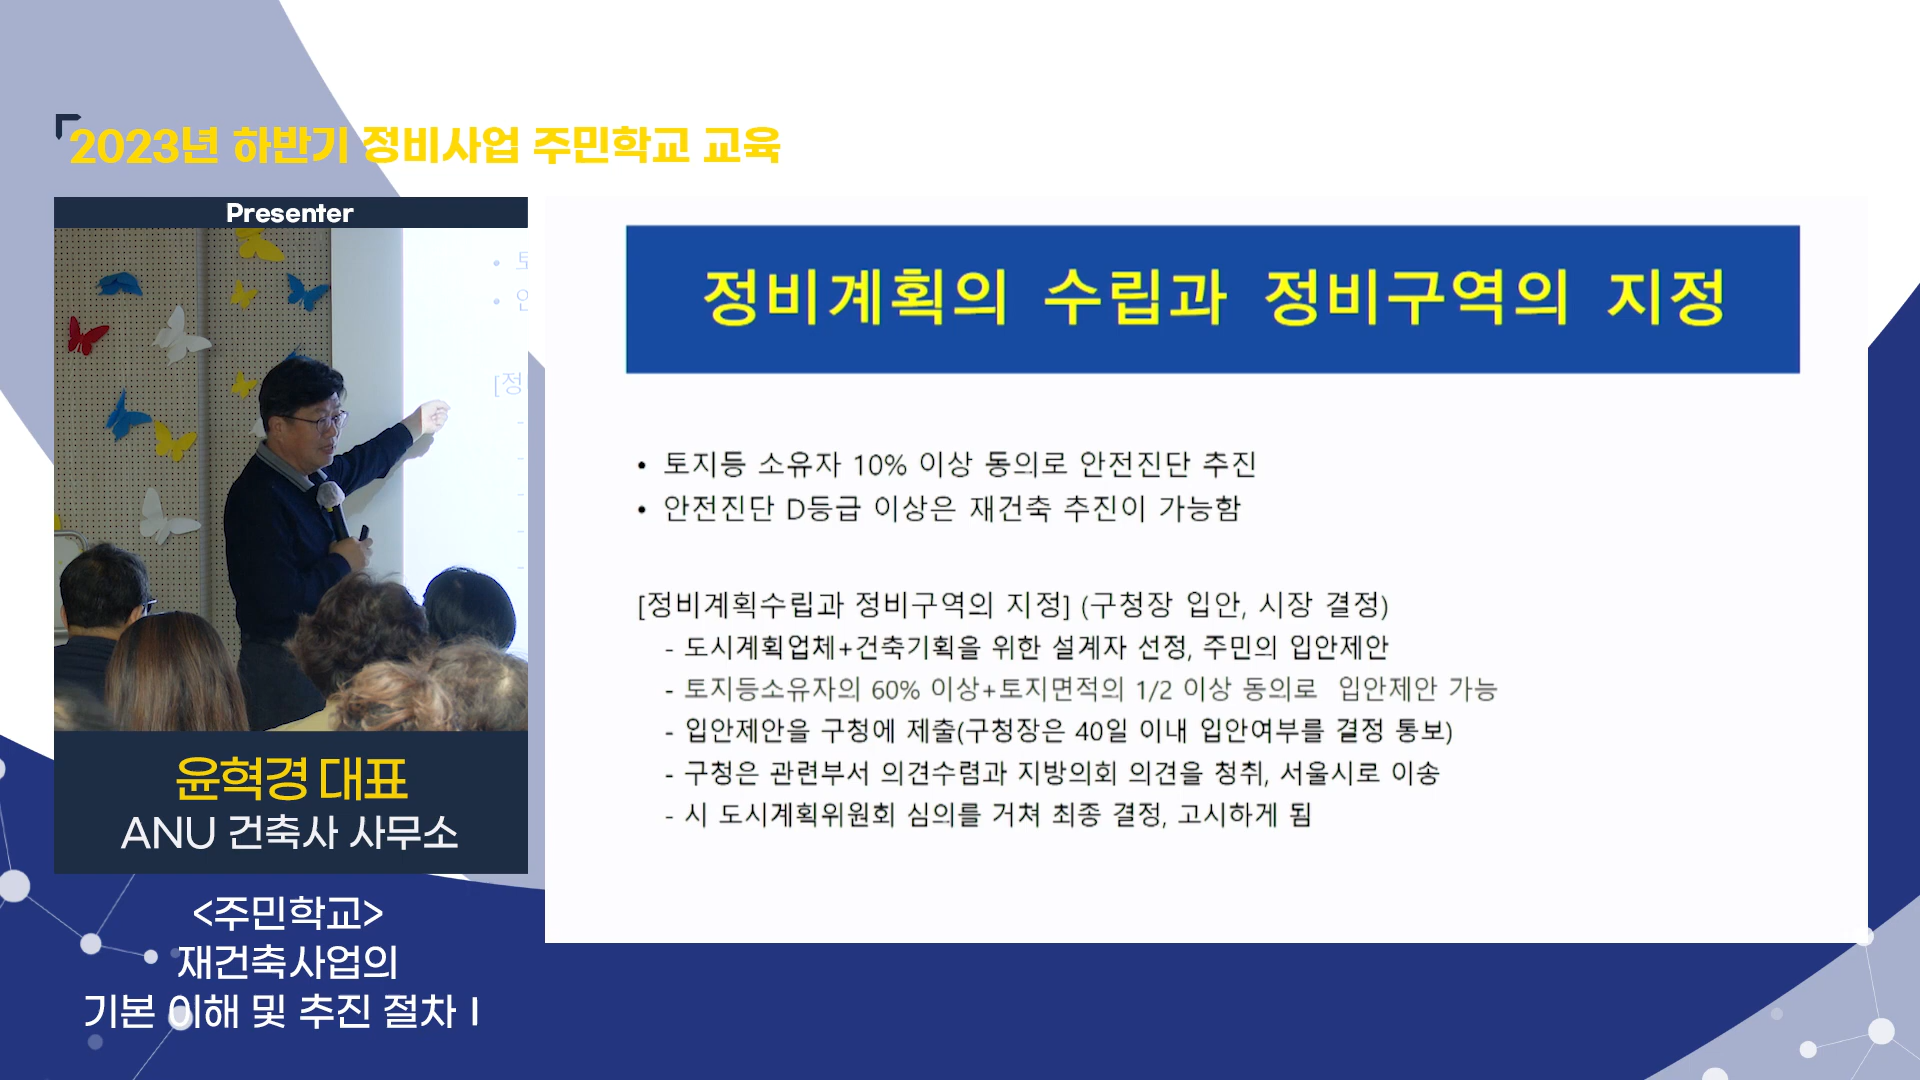 2023년 하반기 정비사업 주민학교 교육
Presenter
[정
윤혁경 대표
ANU 건축사 사무소
<주민학교>
재건축사업의
기본 이해 및 추진 절차 I
정비계획의 수립과 정비구역의 지정
• 토지등 소유자 10% 이상 동의로 안전진단 추진
• 안전진단 D등급 이상은 재건축 추진이 가능함
[정비계획수립과 정비구역의 지정] (구청장 입안, 시장 결정)
- 도시계획업체+건축기획을 위한 설계자 선정, 주민의 입안제안
- 토지등소유자의 60% 이상+토지면적의 1/2 이상 동의로 입안제안 가능
- 입안제안을 구청에 제출(구청장은 40일 이내 입안여부를 결정 통보)
- 구청은 관련부서 의견수렴과 지방의회 의견을 청취, 서울시로 이송
- 시 도시계획위원회 심의를 거쳐 최종 결정, 고시하게 됨